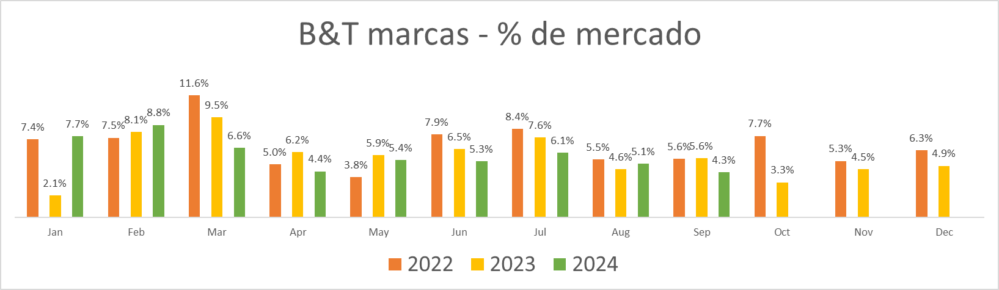 B&T marcas - % de mercado
7.4% 2.1% 7.7%
7.5% 8.1% 8.8%
11.6% 9.5% 6.6%
5.0% 6.2% 4.4%
3.8% 5.9% 5.4%
7.9% 6.5% 5.3%
8.4% 7.6% 6.1%
5.5% 4.6% 5.1%
5.6% 5.6% 4.3%
7.7% 3.3%
5.3% 4.5%
6.3% 4.9%
Jan Feb Mar Apr May Jun Jul Aug Sep Oct Nov Dec
2022 2023 2024